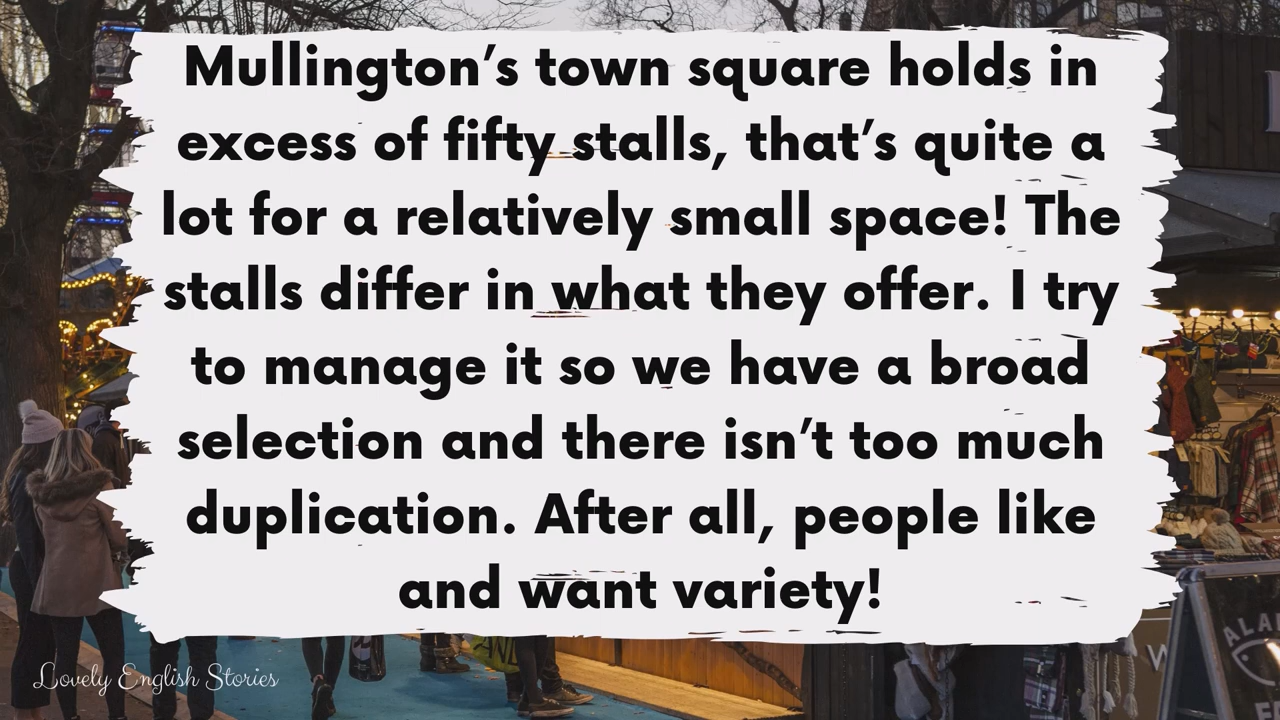 Mullington’s town square holds in
excess of fifty stalls, that’s quite a
lot for a relatively small space! The
stalls differ in what they offer. I try
to manage it so we have a broad
selection and there isn’t too much
duplication. After all, people like
and want variety!
Lovely English Stories